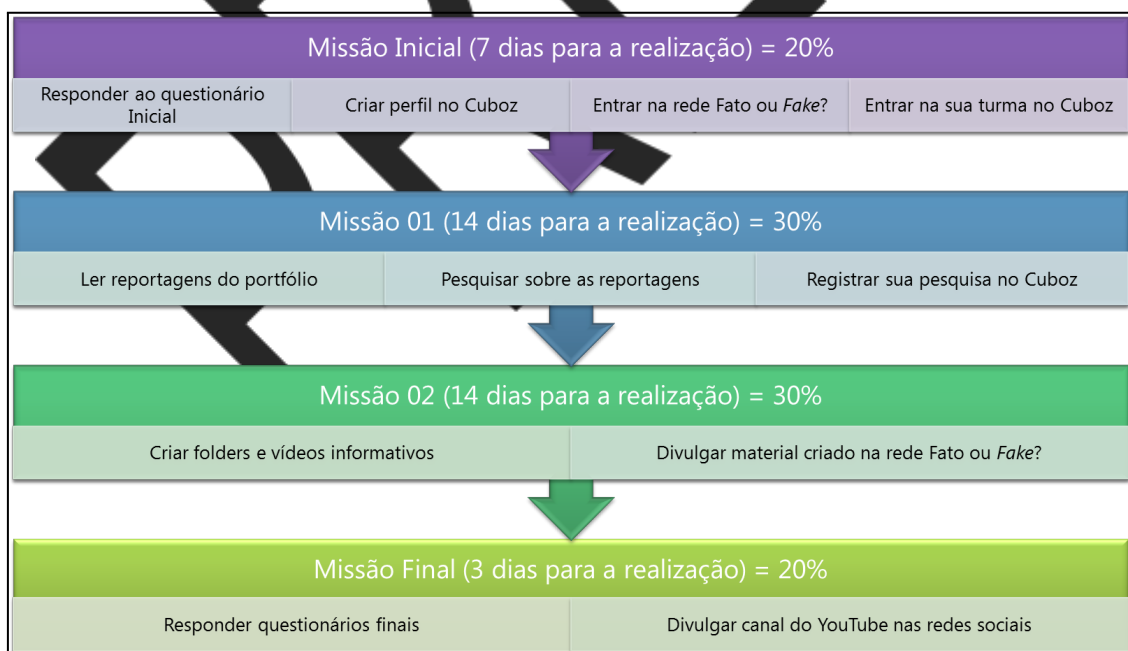 Missão Inicial (7 dias para a realização) = 20%
Responder ao questionário
Inicial
Criar perfil no Cuboz
Entrar na rede Fato ou Fake?
Entrar na sua turma no Cuboz
Missão 01 (14 dias para a realização) = 30%
Ler reportagens do portfólio
Pesquisar sobre as reportagens
Registrar sua pesquisa no Cuboz
Missão 02 (14 dias para a realização) = 30%
Criar folders e vídeos informativos
Divulgar material criado na rede Fato ou Fake?
Missão Final (3 dias para a realização) = 20%
Responder questionários finais
Divulgar canal do YouTube nas redes sociais